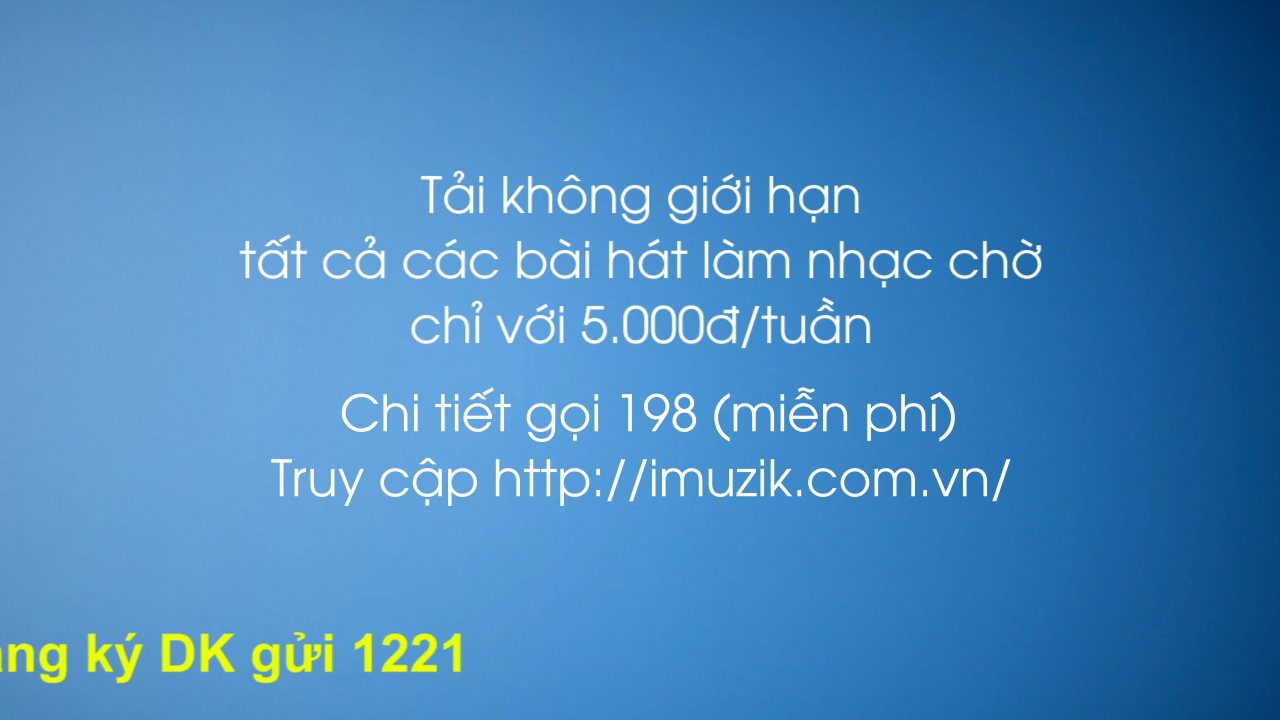 Tải không giới hạn
tất cả các bài hát làm nhạc chờ
chỉ với 5.000đ/tuần
Chi tiết gọi 198 (miễn phí)
Truy cập http://imuzik.com.vn/
ký DK gửi 1221